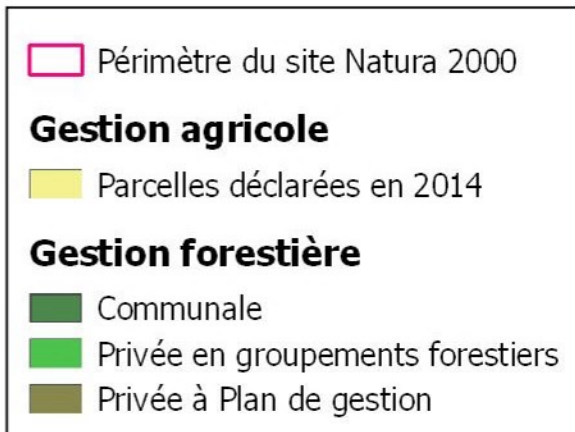 Périmètre du site Natura 2000
Gestion agricole
Parcelles déclarées en 2014
Gestion forestière
Communale
Privée en groupements forestiers
Privée à Plan de gestion